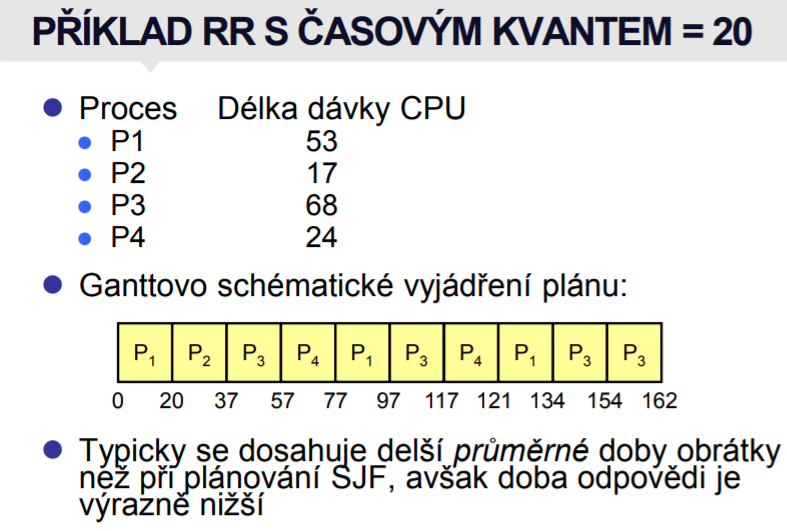 PŘÍKLAD RR S ČASOVÝM KVANTEM = 20
Proces Délka dávky CPU
P1 53
P2 17
P3 68
P4 24
Ganttovo schématické vyjádření plánu:
P1 P2 P3 P4 P1 P3 P4 P1 P3 P3
0 20 37 57 77 97 117 121 134 154 162
Typicky se dosahuje delší průměrné doby obrátky
než při plánování SJF, avšak doba odpovědi je
výrazně nižší